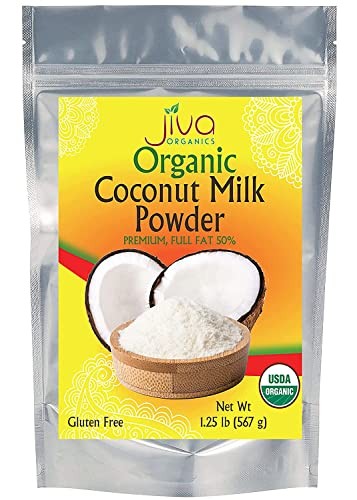 Jiva
ORGANICS
Organic
Coconut Milk
Powder
PREMIUM, FULL FAT 50%
USDA
ORGANIC
Net Wt
Gluten Free
1.25 lb (567 g)